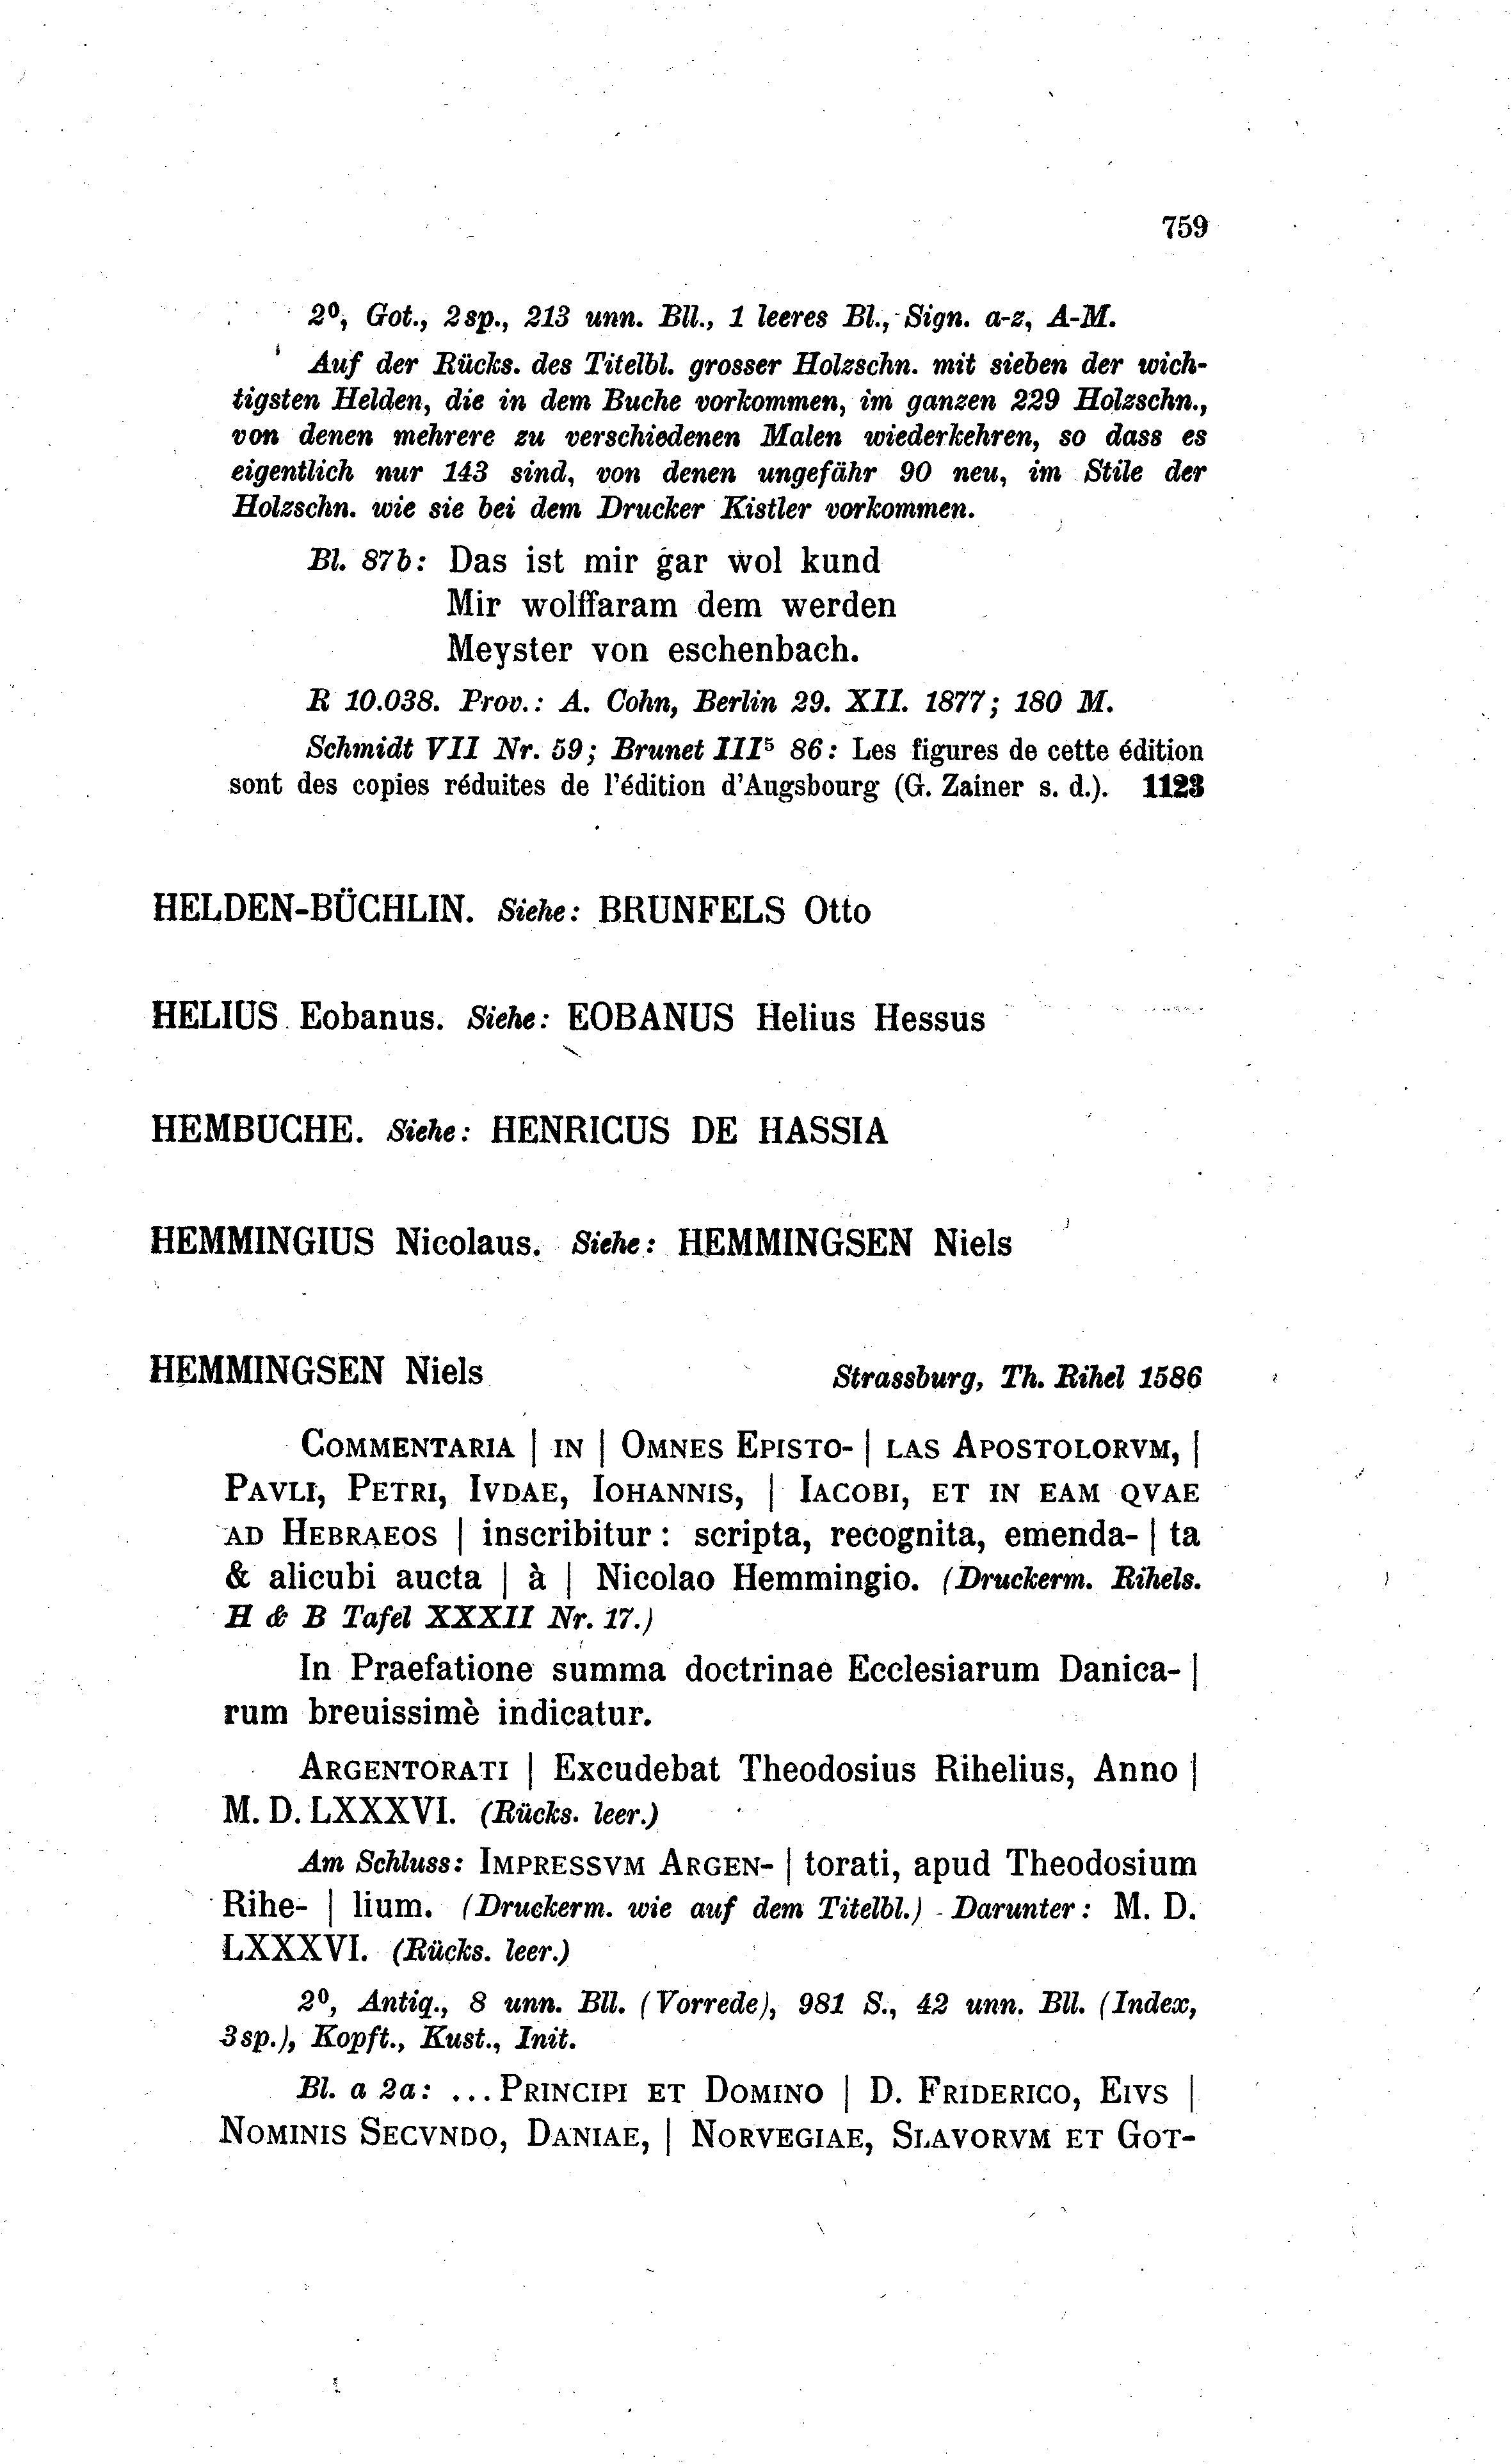 759
2⁰, Got., 2sp., 213 unn. Bll., 1 leeres Bl., Sign. a-z, A-M.
Auf der Rücks. des Titelbl. grosser Holzschn. mit sieben der wich-
tigsten Helden, die in dem Buche vorkommen, im ganzen 229 Holzschn.,
von denen mehrere zu verschiedenen Malen wiederkehren, so dass es
eigentlich nur 143 sind, von denen ungefähr 90 neu, im Stile der
Holzschn. wie sie bei dem Drucker Kistler vorkommen.
Bl. 87b: Das ist mir gar wol kund
Mir wolffaram dem werden
Meyster von eschenbach.
R 10.038. Prov.: A. Cohn, Berlin 29. XII. 1877; 180 M.
Schmidt VII Nr. 59; Brunet III⁵ 86: Les figures de cette édition
sont des copies réduites de l'édition d'Augsbourg (G. Zainer s. d.). 1123
HELDEN-BÜCHLIN. Siehe: BRUNFELS Otto
HELIUS Eobanus. Siehe: EOBANUS Helius Hessus
HEMBUCHE. Siehe: HENRICUS DE HASSIA
HEMMINGIUS Nicolaus. Siehe: HEMMINGSEN Niels
HEMMINGSEN Niels Strassburg, Th. Rihel 1586
COMMENTARIA | IN | OMNES EPISTO- | LAS APOSTOLORVM, |
PAVLI, PETRI, IVDAE, IOHANNIS, | IACOBI, ET IN EAM QVAE
AD HEBRAEOS | inscribitur: scripta, recognita, emenda- | ta
& alicubi aucta | à | Nicolao Hemmingio. (Druckerm. Rihels.
H & B Tafel XXXII Nr. 17.)
In Praefatione summa doctrinae Ecclesiarum Danica- |
rum breuissimè indicatur.
ARGENTORATI | Excudebat Theodosius Rihelius, Anno |
M. D. LXXXVI. (Rücks. leer.)
Am Schluss: IMPRESSVM ARGEN- | torati, apud Theodosium
Rihe- | lium. (Druckerm. wie auf dem Titelbl.) Darunter: M. D.
LXXXVI. (Rücks. leer.)
2⁰, Antiq., 8 unn. Bll. (Vorrede), 981 S., 42 unn. Bll. (Index,
3sp.), Kopft., Kust., Init.
Bl. a 2a: ... PRINCIPI ET DOMINO | D. FRIDERICO, EIVS |
NOMINIS SECVNDO, DANIAE, | NORVEGIAE, SLAVORVM ET GOT-